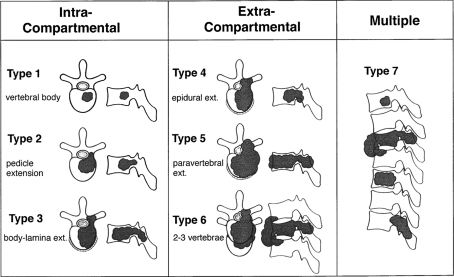 Intra-
Compartmental
Extra-
Compartmental
Multiple
Type 1
vertebral body
Type 2
pedicle
extension
Type 3
body-lamina ext.
Type 4
epidural ext.
Type 5
paravertebral
ext.
Type 6
2-3 vertebrae
Type 7